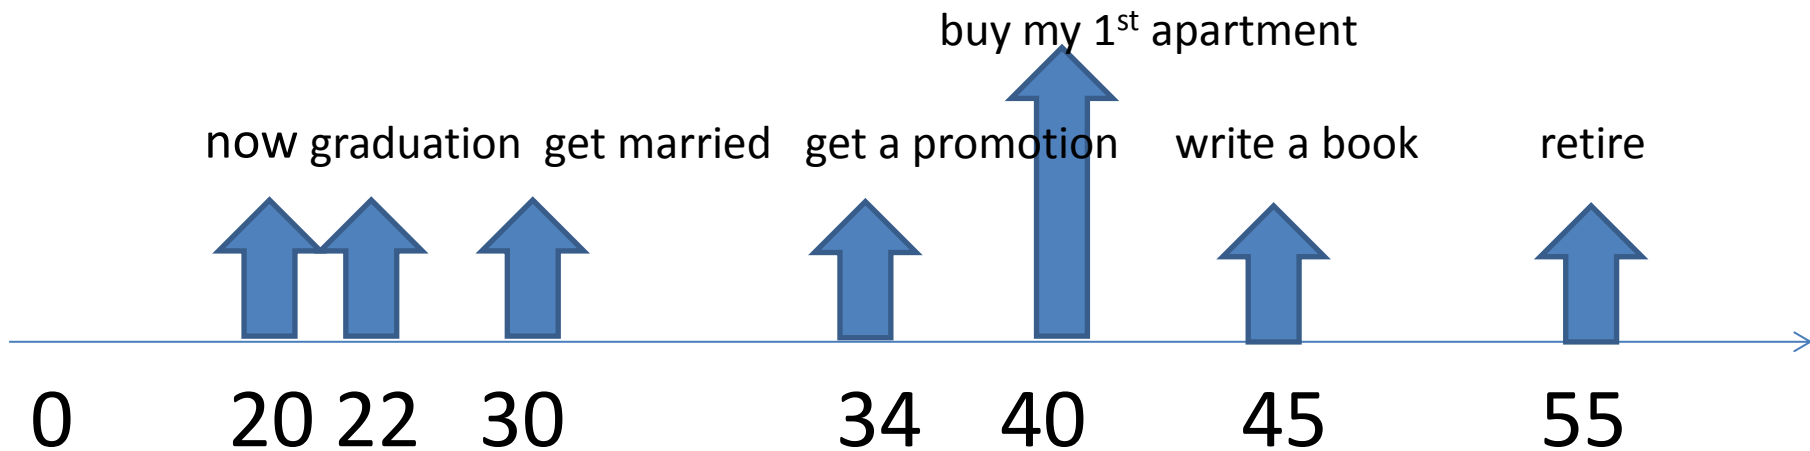 buy my 1st apartment
now graduation get married get a promotion write a book retire
0 20 22 30 34 40 45 55